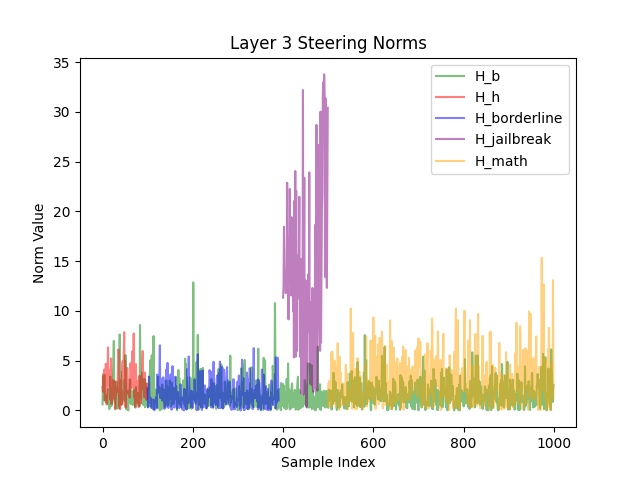 Layer 3 Steering Norms
Norm Value
35
30
25
20
15
10
5
0
H_b
H_h
H_borderline
H_jailbreak
H_math
0
200
400
600
800
1000
Sample Index